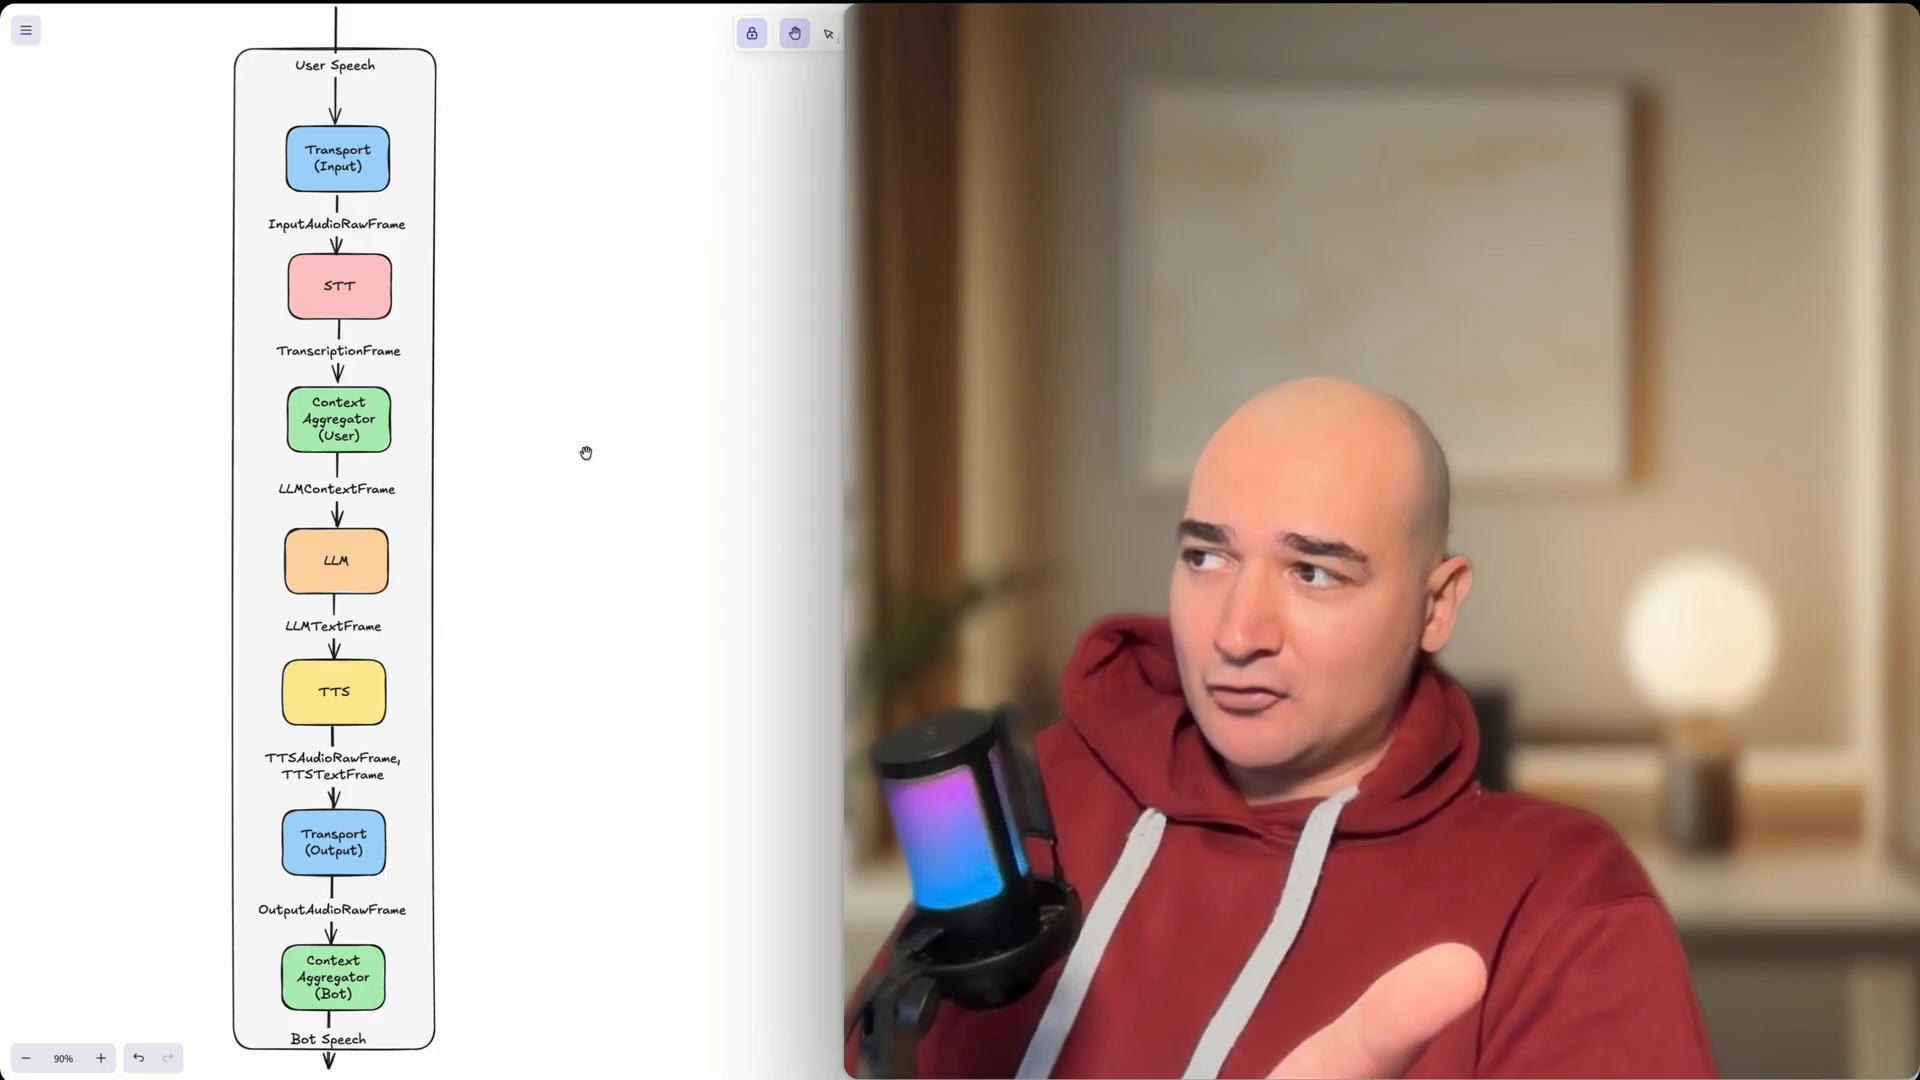 User Speech
Transport
(Input)
InputAudioRawFrame
STT
TranscriptionFrame
Context
Aggregator
(User)
LLMContextFrame
LLM
LLMTextFrame
TTS
TTSAudioRawFrame,
TTSTextFrame
Transport
(Output)
OutputAudioRawFrame
Context
Aggregator
(Bot)
Bot Speech
90%